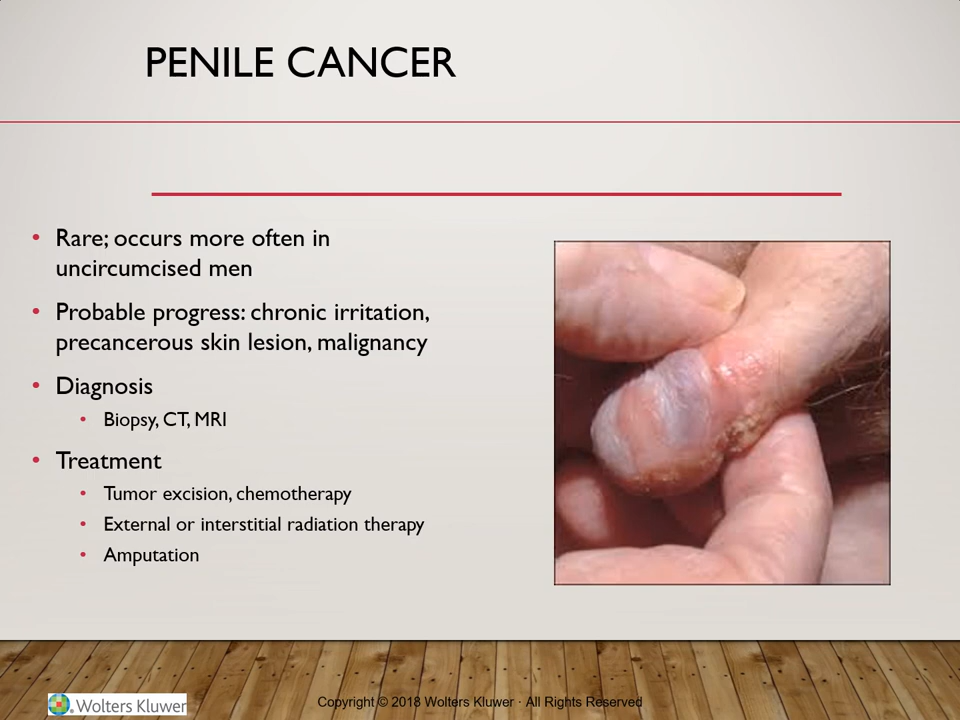 PENILE CANCER
• Rare; occurs more often in
uncircumcised men
• Probable progress: chronic irritation,
precancerous skin lesion, malignancy
• Diagnosis
• Biopsy, CT, MRI
• Treatment
• Tumor excision, chemotherapy
• External or interstitial radiation therapy
• Amputation
Wolters Kluwer
Copyright © 2018 Wolters Kluwer · All Rights Reserved